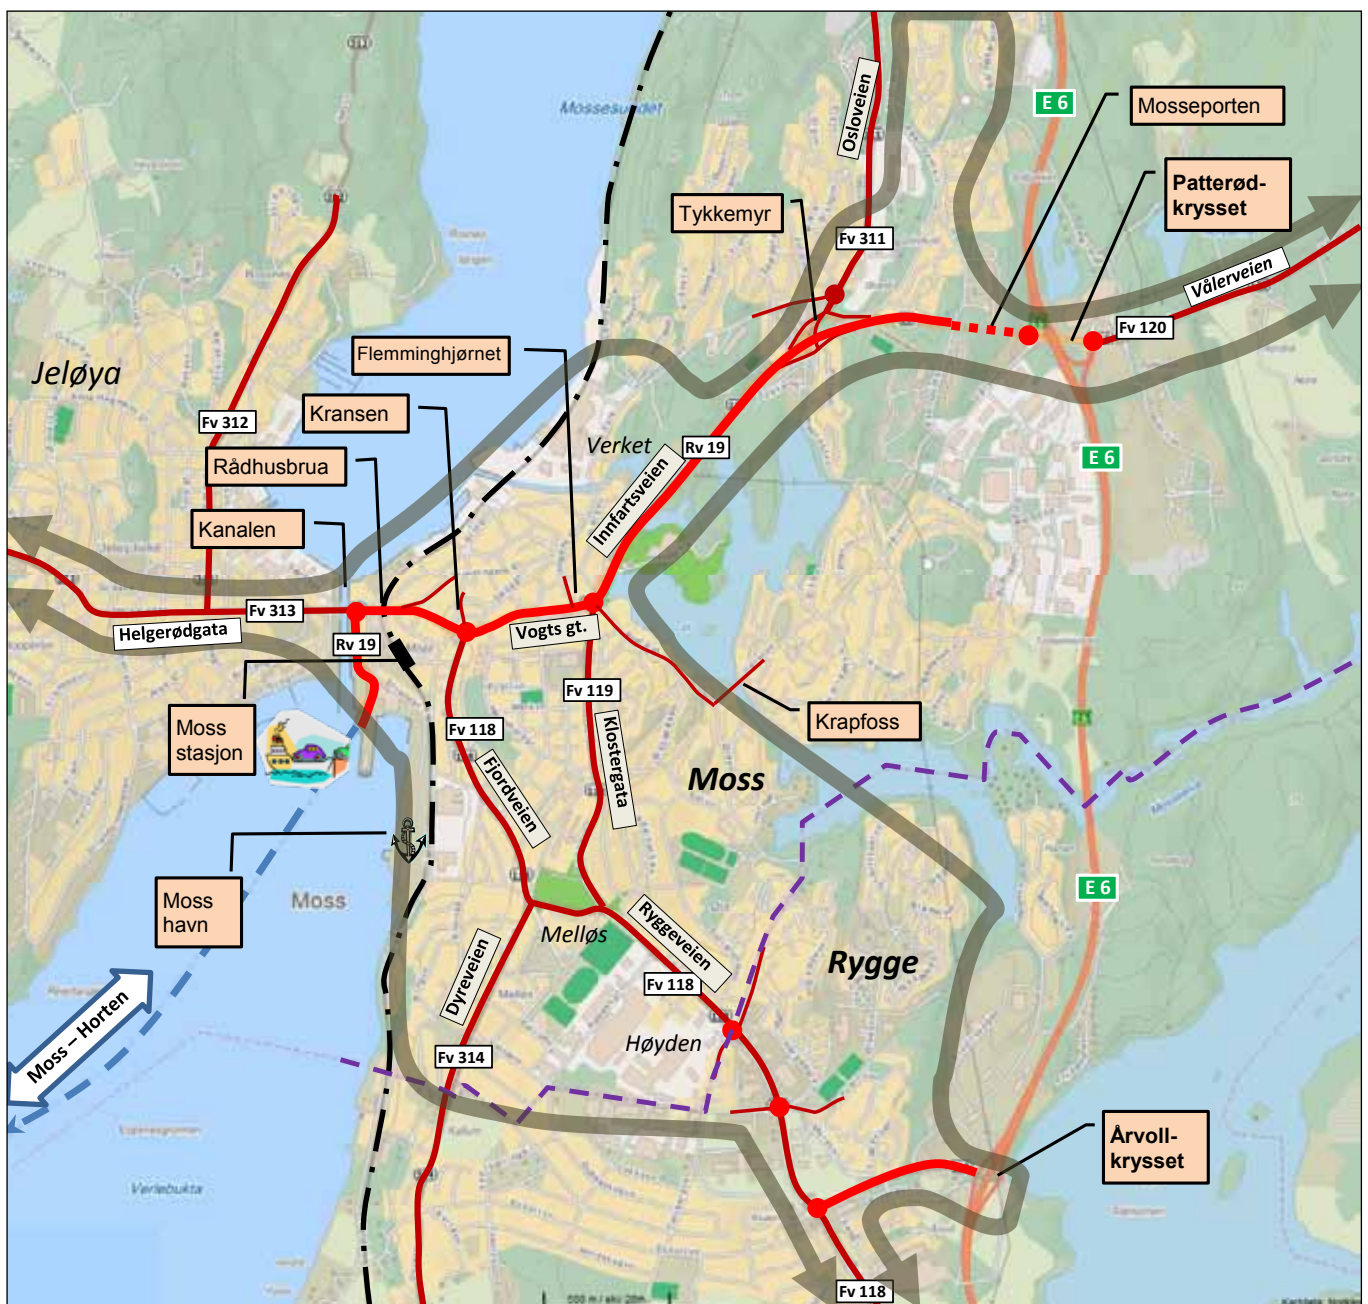 Mossesundet
Osloveien
E 6
Mosseporten
Patterød-
krysset
Tykkemyr
Fv 311
Vålerveien
Fv 120
Flemminghjørnet
Jeløya
Kransen
Fv 312
Verket
Rv 19
E 6
Rådhusbrua
Innfartsveien
Kanalen
Fv 313
Helgerødgata
Rv 19
Vogts gt.
Fv 119
Moss
stasjon
Krapfoss
Fv 118
Klostergata
Fjordveien
Moss
E 6
Moss
havn
Moss
Melløs
Ryggeveien
Rygge
Dyreveien
Fv 118
Moss – Horten
Høyden
Fv 314
Årvoll-
krysset
Verlebukta
Fv 118